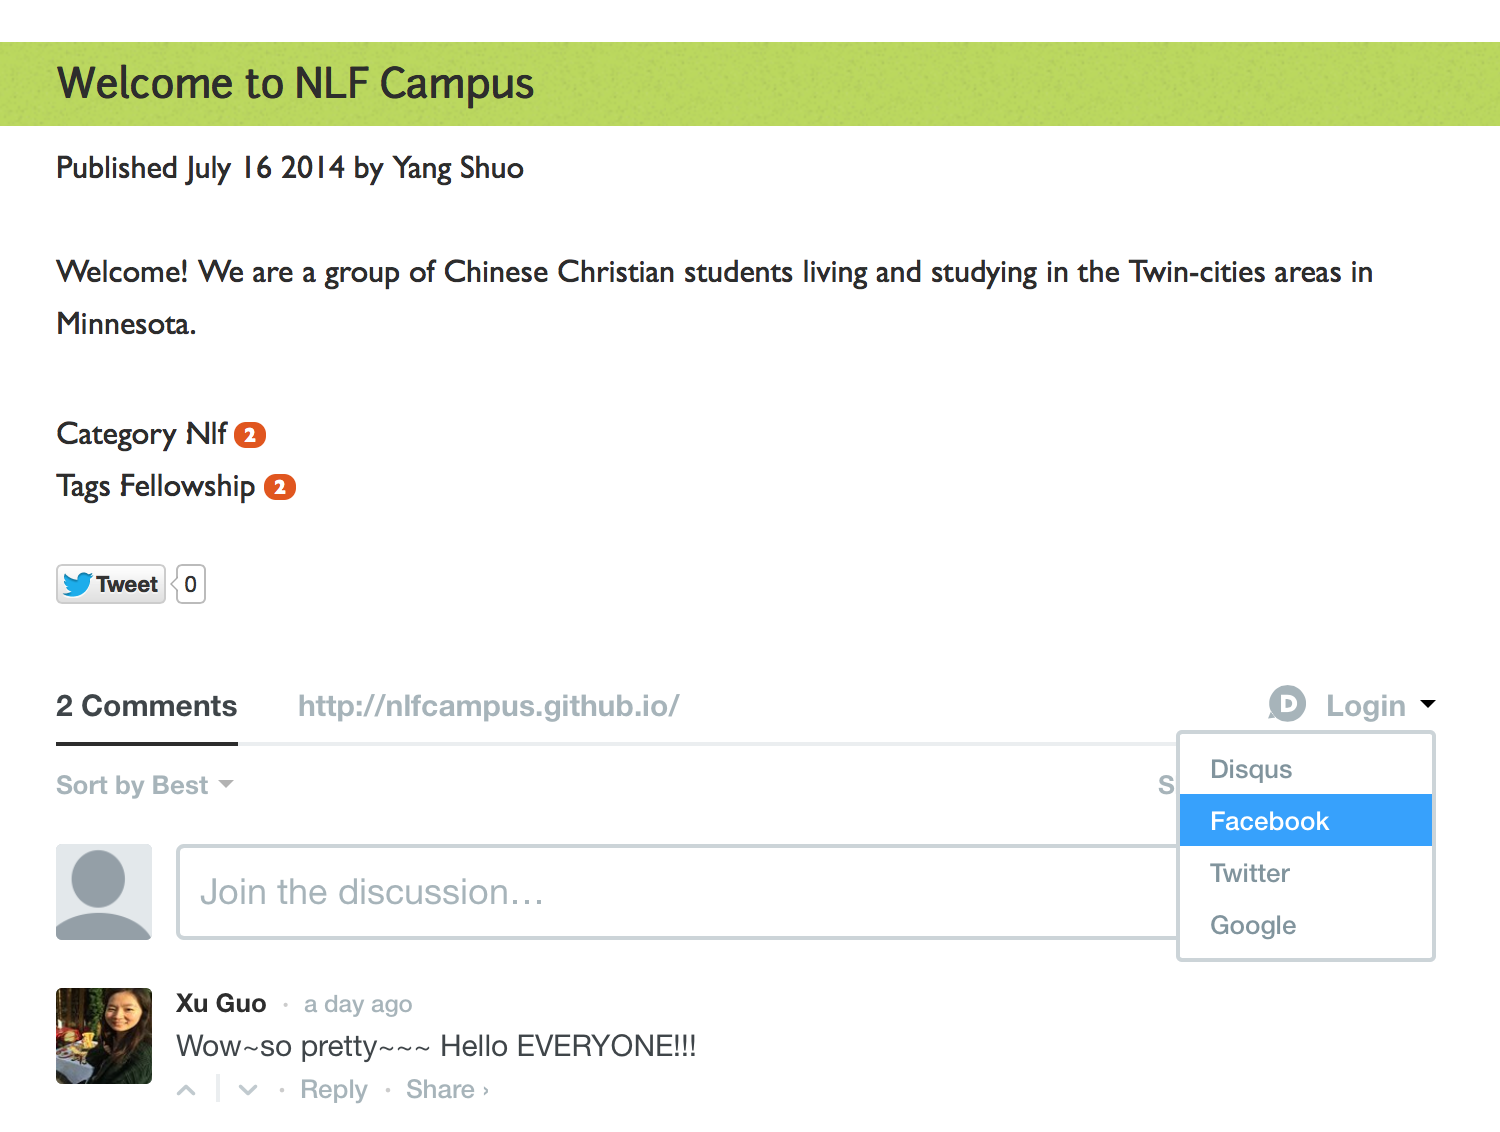 Welcome to NLF Campus
Published July 16 2014 by Yang Shuo
Welcome! We are a group of Chinese Christian students living and studying in the Twin-cities areas in
Minnesota.
Category Nlf 2
Tags Fellowship 2
Tweet 0
2 Comments http://nlfcampus.github.io/ D Login
Sort by Best S
Disqus
Facebook
Twitter
Google
Join the discussion...
Xu Guo · a day ago
Wow~so pretty~~~ Hello EVERYONE!!!
· Reply · Share ›